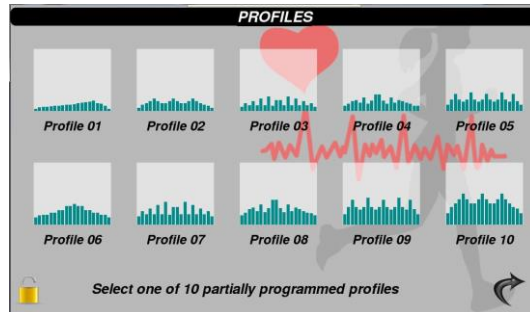 PROFILES
Profile 01 Profile 02 Profile 03 Profile 04 Profile 05
Profile 06 Profile 07 Profile 08 Profile 09 Profile 10
Select one of 10 partially programmed profiles